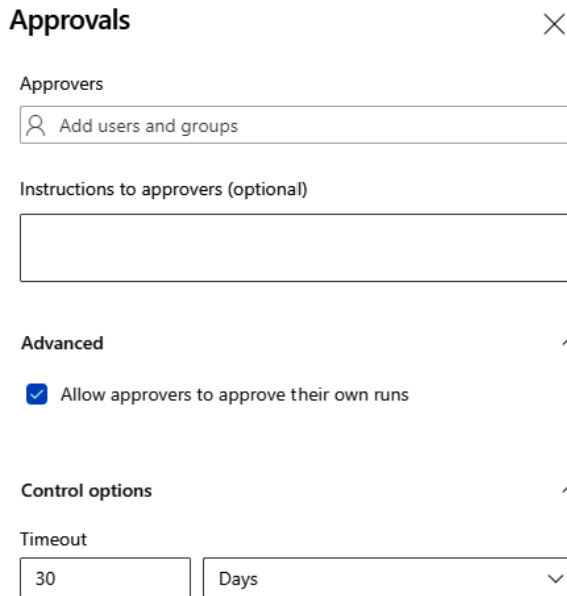 Approvals
Approvers
Add users and groups
Instructions to approvers (optional)
Advanced
Allow approvers to approve their own runs
Control options
Timeout
30 Days